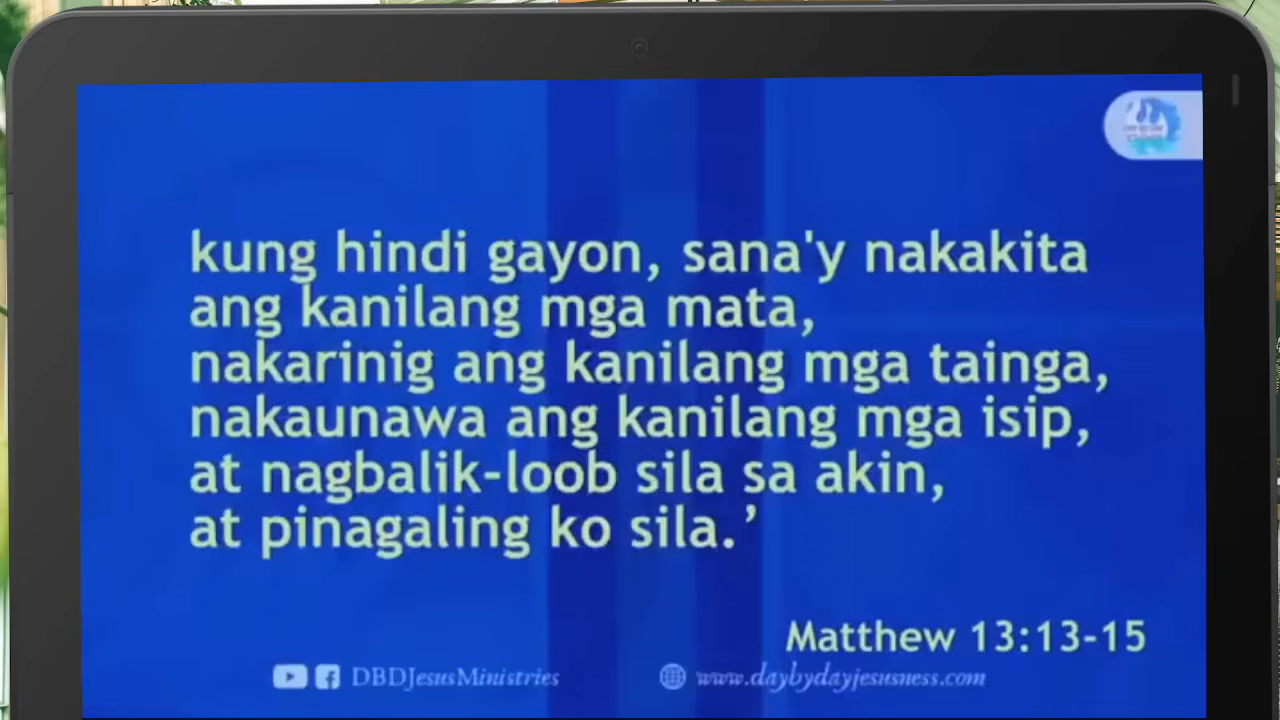 kung hindi gayon, sana'y nakakita
ang kanilang mga mata,
nakarinig ang kanilang mga tainga,
nakaunawa ang kanilang mga isip,
at nagbalik-loob sila sa akin,
at pinagaling ko sila.’
Matthew 13:13-15
DBDJesusMinistries
www.daybydayjesusness.com